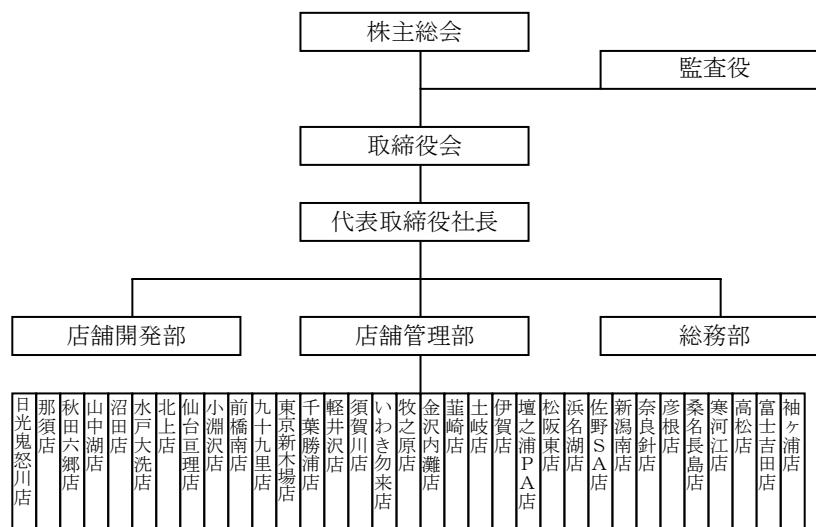 株主総会
監査役
取締役会
代表取締役社長
店舗開発部
店舗管理部
総務部
日光鬼怒川店
那須店
秋田六郷店
山中湖店
沼田店
水戸大洗店
北上店
仙台亘理店
小淵沢店
前橋南店
九十九里店
東京新木場店
千葉勝浦店
軽井沢店
須賀川店
いわき勿来店
牧之原店
金沢内灘店
韮崎店
土岐店
伊賀店
壇之浦PA店
松阪東店
浜名湖店
佐野SA店
新潟南店
奈良針店
彦根店
桑名長島店
寒河江店
高松店
富士吉田店
袖ヶ浦店